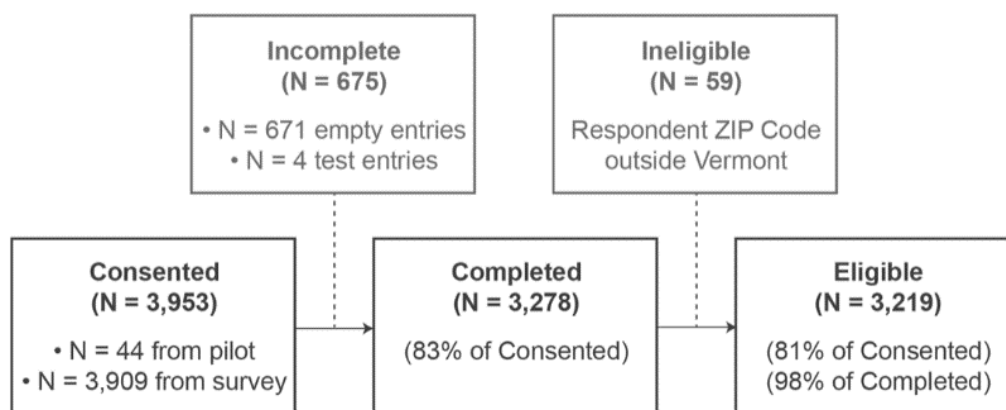 Incomplete
(N = 675)
• N = 671 empty entries
• N = 4 test entries
Ineligible
(N = 59)
Respondent ZIP Code
outside Vermont
Consented
(N = 3,953)
• N = 44 from pilot
• N = 3,909 from survey
Completed
(N = 3,278)
(83% of Consented)
Eligible
(N = 3,219)
(81% of Consented)
(98% of Completed)